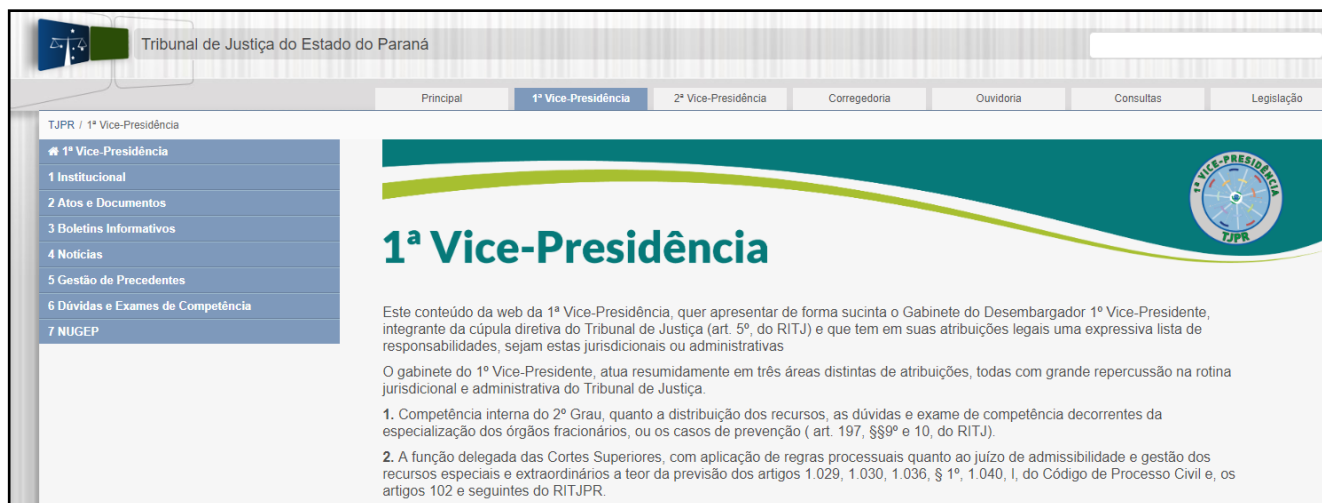 Tribunal de Justiça do Estado do Paraná
Principal 1ª Vice-Presidência 2ª Vice-Presidência Corregedoria Ouvidoria Consultas Legislação
TJPR / 1ª Vice-Presidência
1ª Vice-Presidência
1 Institucional
2 Atos e Documentos
3 Boletins Informativos
4 Notícias
5 Gestão de Precedentes
6 Dúvidas e Exames de Competência
7 NUGEP
1ª VICE-PRESIDÊNCIA
TJPR
1ª Vice-Presidência
Este conteúdo da web da 1ª Vice-Presidência, quer apresentar de forma sucinta o Gabinete do Desembargador 1º Vice-Presidente,
integrante da cúpula diretiva do Tribunal de Justiça (art. 5º, do RITJ) e que tem em suas atribuições legais uma expressiva lista de
responsabilidades, sejam estas jurisdicionais ou administrativas
O gabinete do 1º Vice-Presidente, atua resumidamente em três áreas distintas de atribuições, todas com grande repercussão na rotina
jurisdicional e administrativa do Tribunal de Justiça.
1. Competência interna do 2º Grau, quanto a distribuição dos recursos, as dúvidas e exame de competência decorrentes da
especialização dos órgãos fracionários, ou os casos de prevenção ( art. 197, §§9º e 10, do RITJ).
2. A função delegada das Cortes Superiores, com aplicação de regras processuais quanto ao juízo de admissibilidade e gestão dos
recursos especiais e extraordinários a teor da previsão dos artigos 1.029, 1.030, 1.036, § 1º, 1.040, I, do Código de Processo Civil e, os
artigos 102 e seguintes do RITJPR.